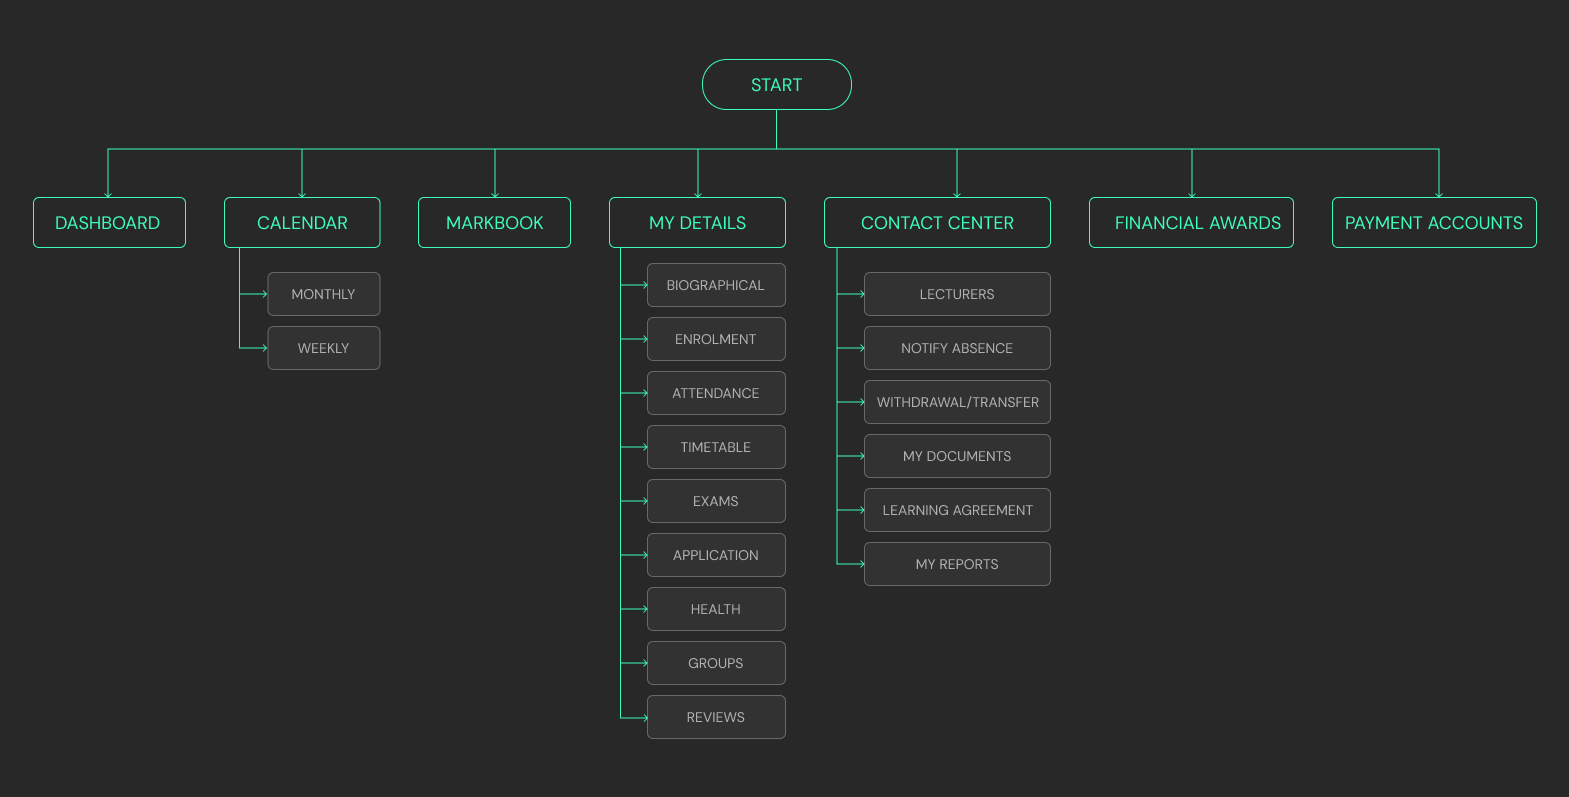 START
DASHBOARD
CALENDAR
MARKBOOK
MY DETAILS
CONTACT CENTER
FINANCIAL AWARDS
PAYMENT ACCOUNTS
MONTHLY
WEEKLY
BIOGRAPHICAL
ENROLMENT
ATTENDANCE
TIMETABLE
EXAMS
APPLICATION
HEALTH
GROUPS
REVIEWS
LECTURERS
NOTIFY ABSENCE
WITHDRAWAL/TRANSFER
MY DOCUMENTS
LEARNING AGREEMENT
MY REPORTS